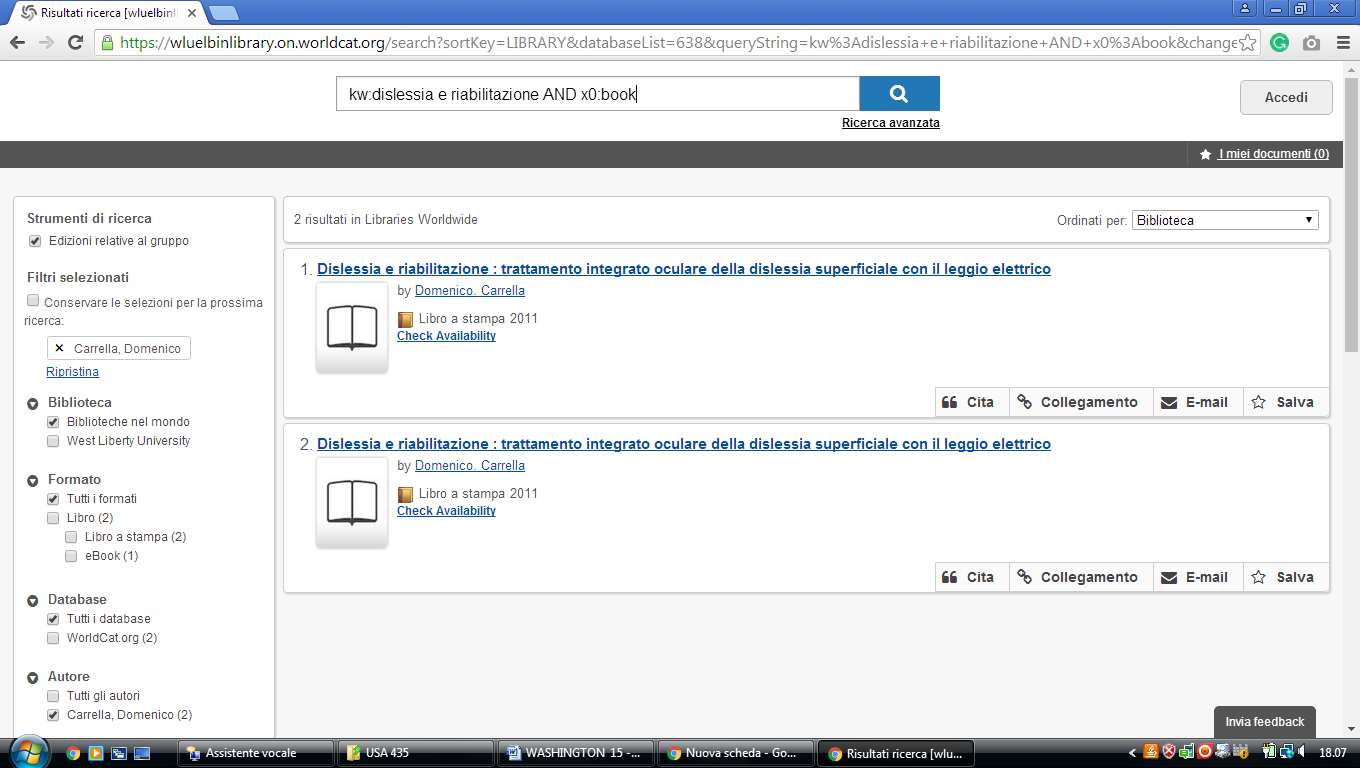 Risultati ricerca [wluelbinli
https://wluelbinlibrary.on.worldcat.org/search?sortKey=LIBRARY&databaseList=638&queryString=kw%3Adislessia+e+riabilitazione+AND+x0%3Abook&change
kw:dislessia e riabilitazione AND x0:book
Ricerca avanzata
Accedi
I miei documenti (0)
Strumenti di ricerca
Edizioni relative al gruppo
Filtri selezionati
Conservare le selezioni per la prossima
ricerca:
× Carrella, Domenico
Ripristina
Biblioteca
Biblioteche nel mondo
West Liberty University
Formato
Tutti i formati
Libro (2)
Libro a stampa (2)
eBook (1)
Database
Tutti i database
WorldCat.org (2)
Autore
Tutti gli autori
Carrella, Domenico (2)
2 risultati in Libraries Worldwide
Ordinati per: Biblioteca
1. Dislessia e riabilitazione : trattamento integrato oculare della dislessia superficiale con il leggio elettrico
by Domenico. Carrella
Libro a stampa 2011
Check Availability
Cita Collegamento E-mail Salva
2. Dislessia e riabilitazione : trattamento integrato oculare della dislessia superficiale con il leggio elettrico
by Domenico. Carrella
Libro a stampa 2011
Check Availability
Cita Collegamento E-mail Salva
Invia feedback
Assistente vocale USA 435 WASHINGTON 15 -... Nuova scheda - Go... Risultati ricerca [wlu... 18.07